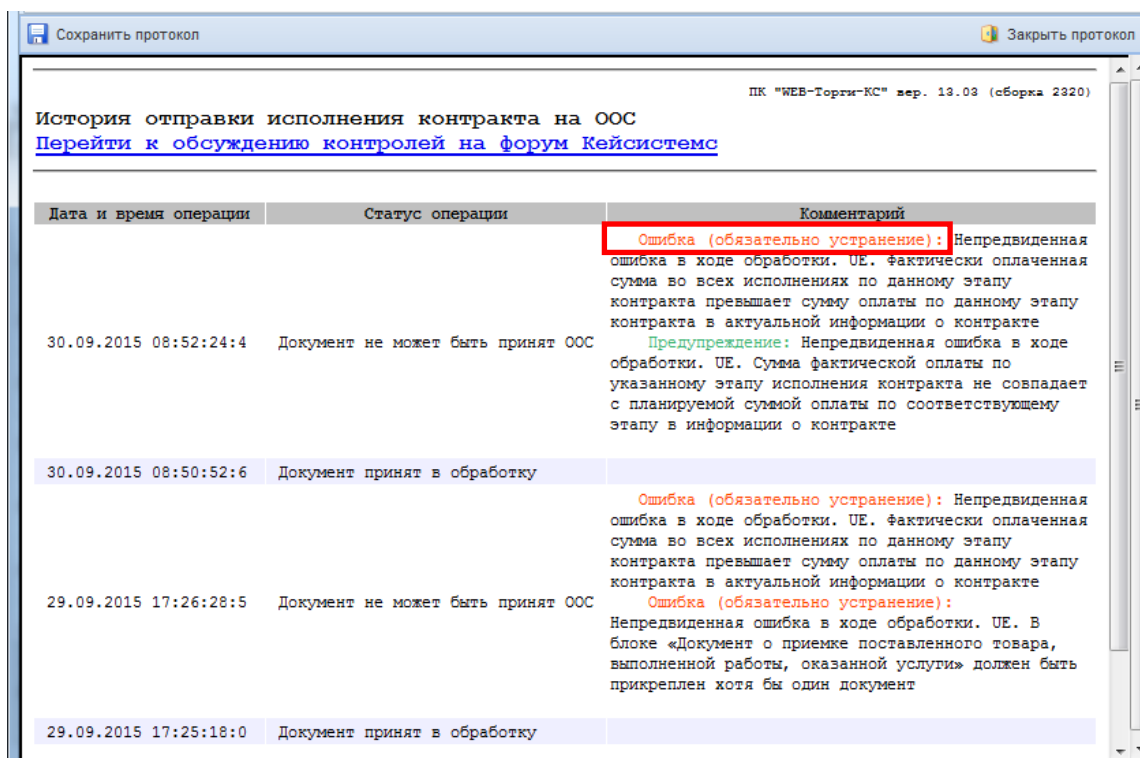 Сохранить протокол
Закрыть протокол
ПК "WEB-Торги-КС" вер. 13.03 (сборка 2320)
История отправки исполнения контракта на ООС
Перейти к обсуждению контролей на форум Кейсистемс
Дата и время операции Статус операции Комментарий
Ошибка (обязательно устранение): Непредвиденная
ошибка в ходе обработки. UE. Фактически оплаченная
сумма во всех исполнениях по данному этапу
контракта превышает сумму оплаты по данному этапу
контракта в актуальной информации о контракте
30.09.2015 08:52:24:4 Документ не может быть принят ООС Предупреждение: Непредвиденная ошибка в ходе
обработки. UE. Сумма фактической оплаты по
указанному этапу исполнения контракта не совпадает
с планируемой суммой оплаты по соответствующему
этапу в информации о контракте
30.09.2015 08:50:52:6 Документ принят в обработку
Ошибка (обязательно устранение): Непредвиденная
ошибка в ходе обработки. UE. Фактически оплаченная
сумма во всех исполнениях по данному этапу
контракта превышает сумму оплаты по данному этапу
контракта в актуальной информации о контракте
29.09.2015 17:26:28:5 Документ не может быть принят ООС Ошибка (обязательно устранение):
Непредвиденная ошибка в ходе обработки. UE. В
блоке «Документ о приемке поставленного товара,
выполненной работы, оказанной услуги» должен быть
прикреплен хотя бы один документ
29.09.2015 17:25:18:0 Документ принят в обработку